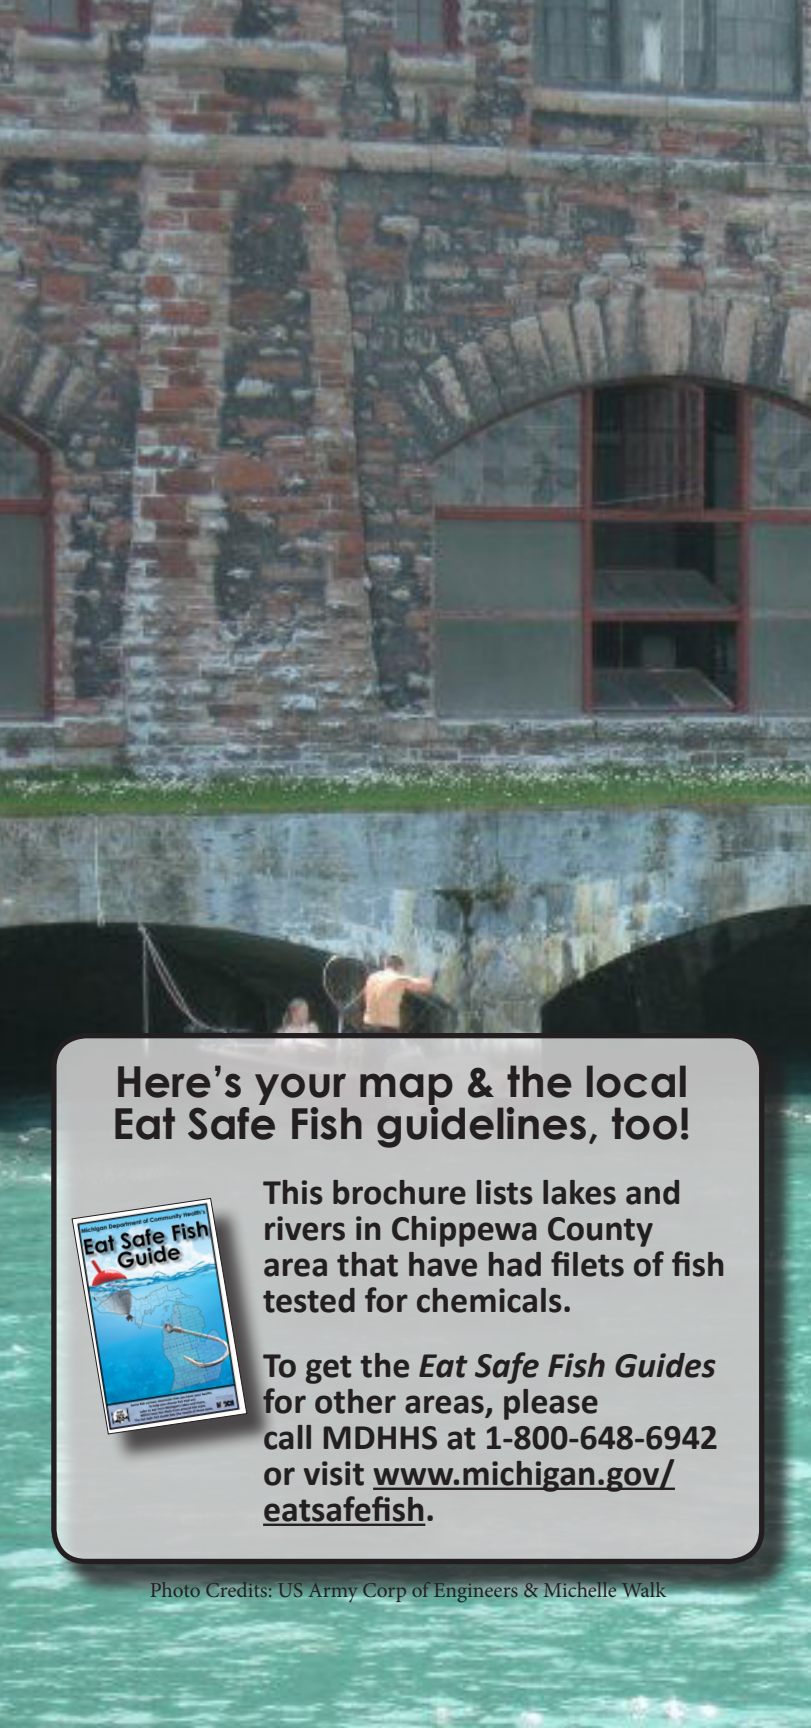 Here’s your map & the local
Eat Safe Fish guidelines, too!
This brochure lists lakes and
rivers in Chippewa County
area that have had filets of fish
tested for chemicals.
Michigan Department of Community Health's
Eat Safe Fish
Guide
To get the Eat Safe Fish Guides
for other areas, please
call MDHHS at 1-800-648-6942
or visit www.michigan.gov/
eatsafefish.
Photo Credits: US Army Corp of Engineers & Michelle Walk